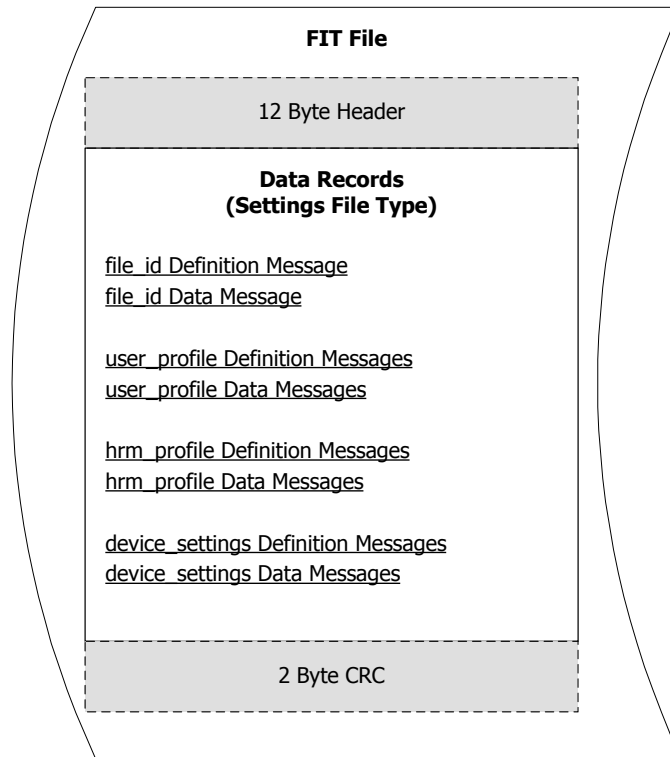 FIT File
12 Byte Header
Data Records
(Settings File Type)
file_id Definition Message
file_id Data Message
user_profile Definition Messages
user_profile Data Messages
hrm_profile Definition Messages
hrm_profile Data Messages
device_settings Definition Messages
device_settings Data Messages
2 Byte CRC